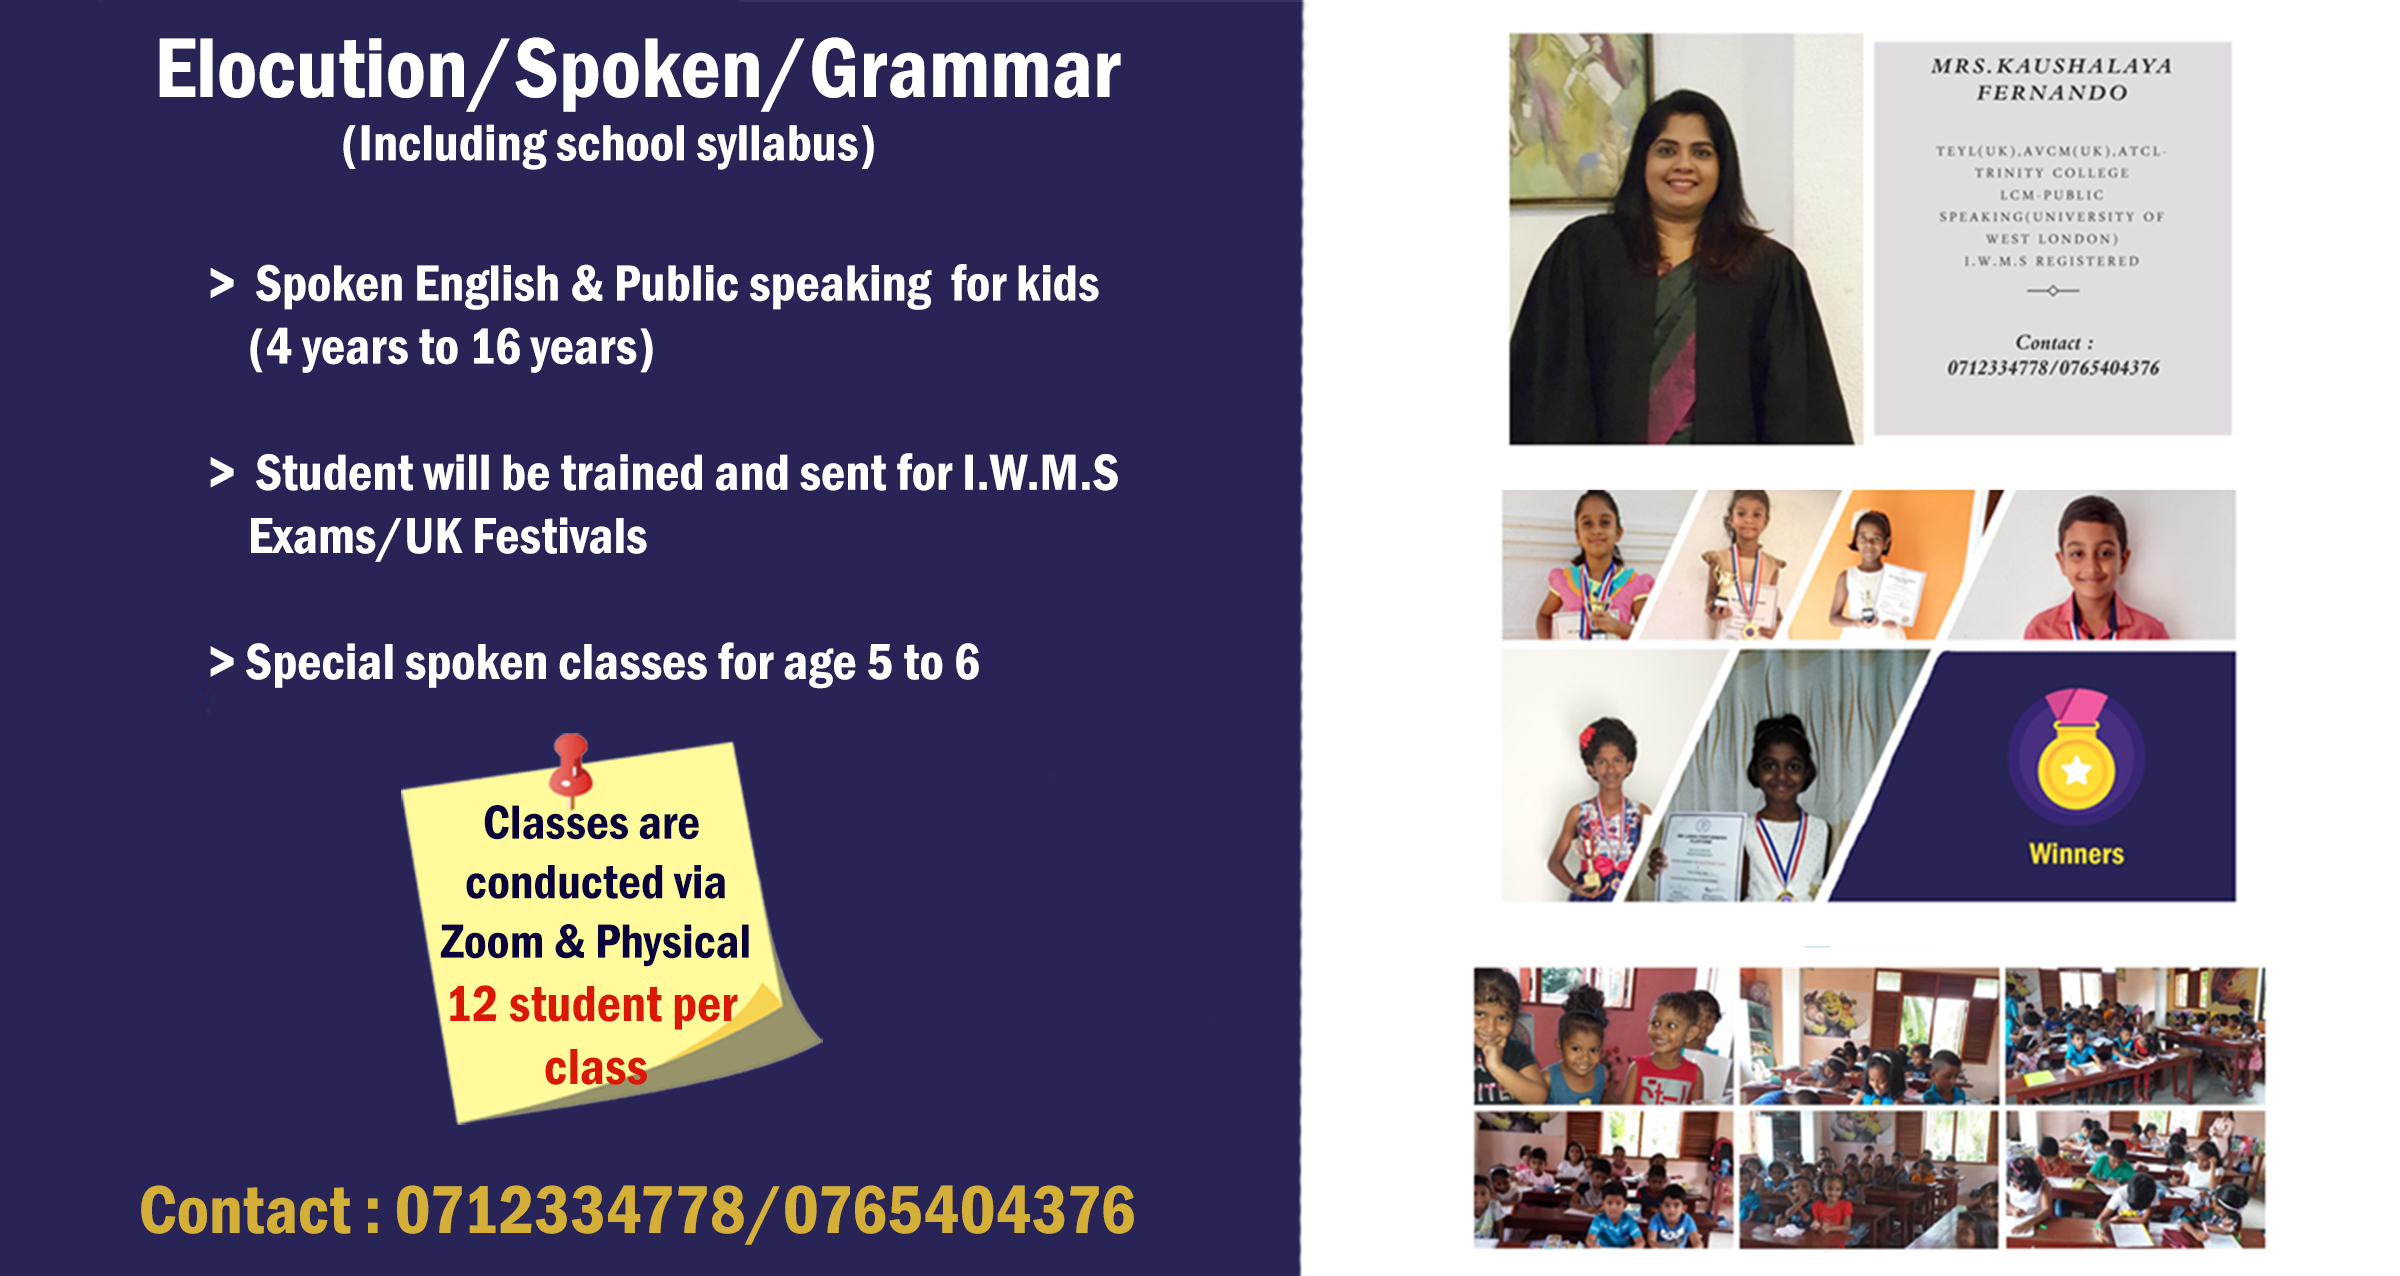 Elocution/Spoken/Grammar
(Including school syllabus)
> Spoken English & Public speaking for kids
(4 years to 16 years)
> Student will be trained and sent for I.W.M.S
Exams/UK Festivals
> Special spoken classes for age 5 to 6
Classes are
conducted via
Zoom & Physical
12 student per
class
Contact : 0712334778/0765404376
MRS.KAUSHALAYA
FERNANDO
TEYL(UK),AVCM(UK),ATCL-
TRINITY COLLEGE
LCM-PUBLIC
SPEAKING(UNIVERSITY OF
WEST LONDON)
I.W.M.S REGISTERED
Contact :
0712334778/0765404376
Winners